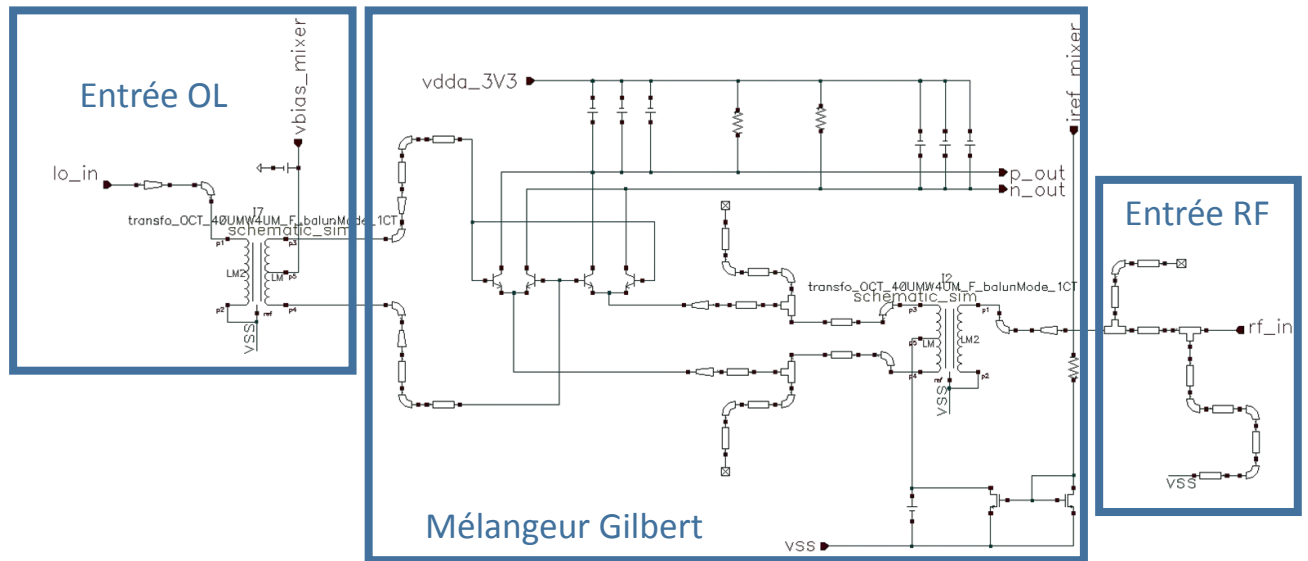 Entrée OL
vbias_mixer
lo_in
I7
transfo_OCT_40UMW4UM_F_balunMode_1CT
schematic_sim
p1
p3
LM2
LM
p5
p2
ref
p4
VSS
vdda_3V3
iref_mixer
p_out
n_out
I2
transfo_OCT_40UMW4UM_F_balunMode_1CT
schematic_sim
p3
p1
p5
LM
LM2
p4
ref
p2
VSS
Mélangeur Gilbert
VSS
Entrée RF
rf_in
VSS